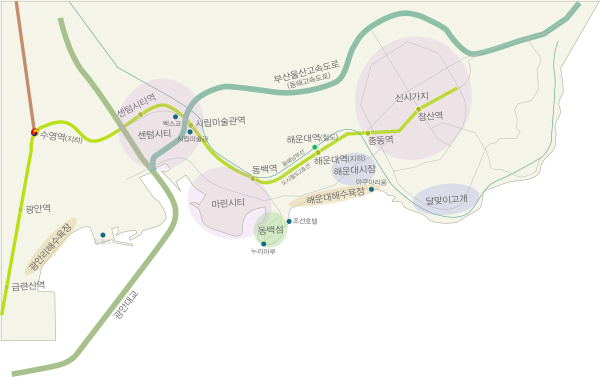 부산울산고속도로
(동해고속도로)
신시가지
장산역
센텀시티역
벡스코
시립미술관역
시립미술관
센텀시티
수영역(지하)
해운대역(철도)
중동역
동해남부선
해운대역(지하)
도시철도2호선
동백역
해운대시장
아쿠아리움
마린시티
해운대해수욕장
달맞이고개
광안역
조선호텔
동백섬
누리마루
광안리해수욕장
금련산역
광안대교